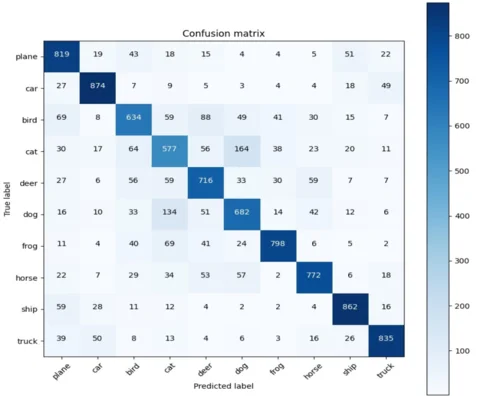 Confusion matrix
plane 819 19 43 18 15 4 4 5 51 22
car 27 874 7 9 5 3 4 4 18 49
bird 69 8 634 59 88 49 41 30 15 7
cat 30 17 64 577 56 164 38 23 20 11
deer 27 6 56 59 716 33 30 59 7 7
dog 16 10 33 134 51 682 14 42 12 6
frog 11 4 40 69 41 24 798 6 5 2
horse 22 7 29 34 53 57 2 772 6 18
ship 59 28 11 12 4 2 2 4 862 16
truck 39 50 8 13 4 6 3 16 26 835
plane car bird cat deer dog frog horse ship truck
Predicted label
True label
800
700
600
500
400
300
200
100